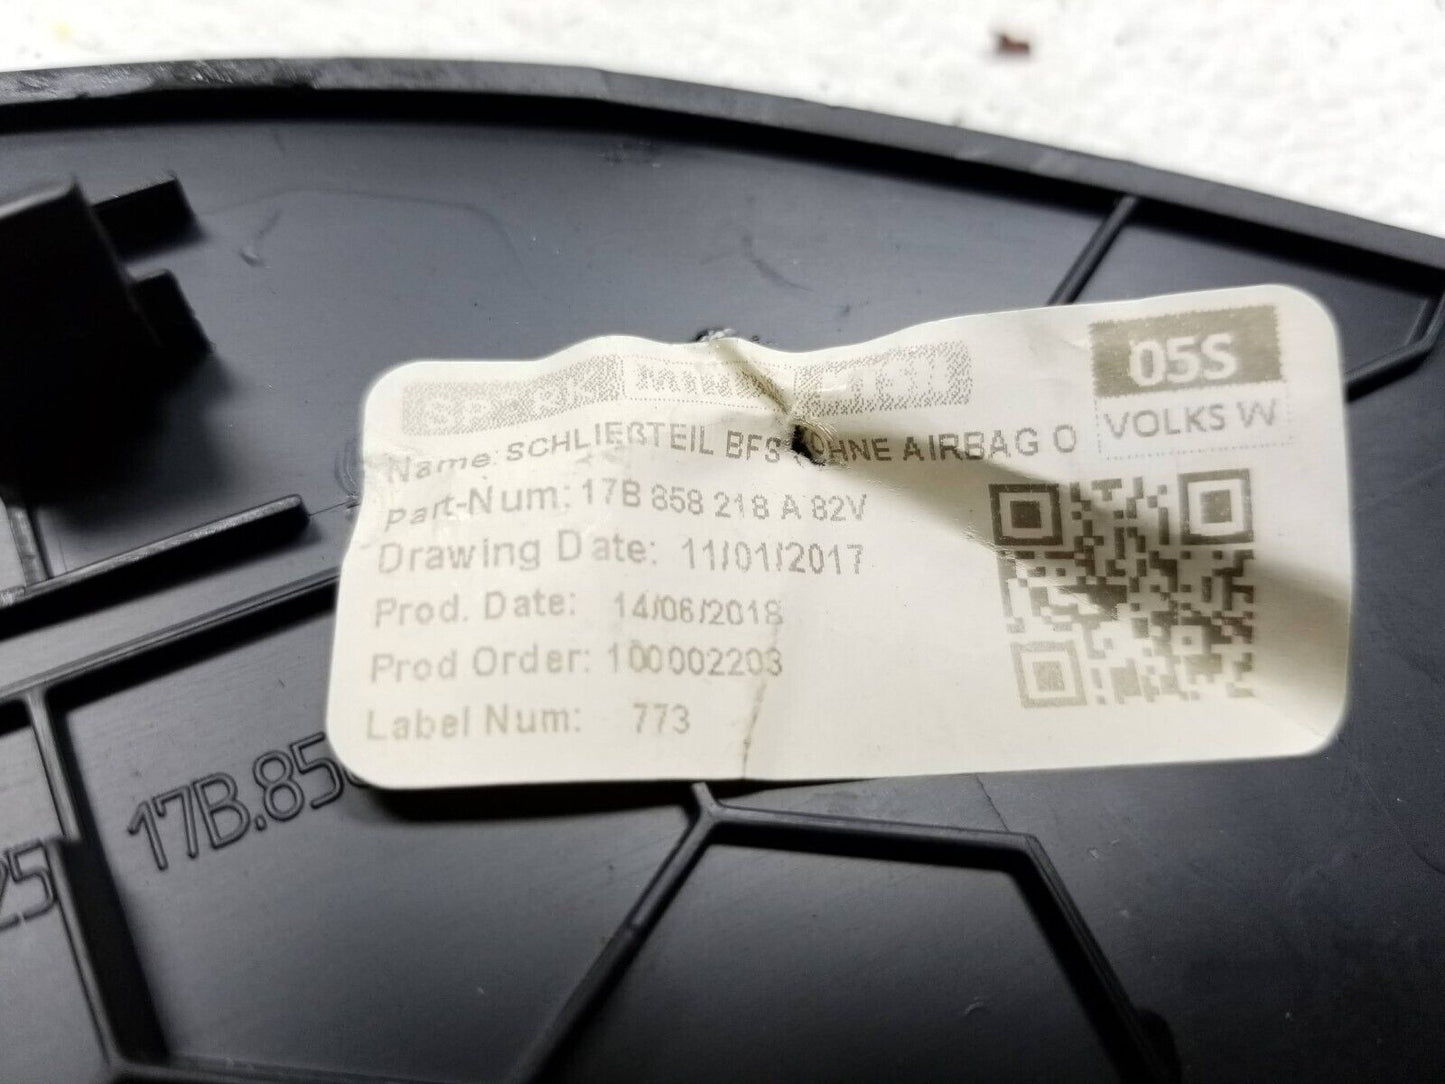 05S
VOLKS W
Name: SCHLIEßTEIL BFS OHNE AIRBAG O
Part-Num: 17B 858 218 A 82V
Drawing Date: 11/01/2017
Prod. Date: 14/06/2018
Prod Order: 100002203
Label Num: 773
17B.85
25